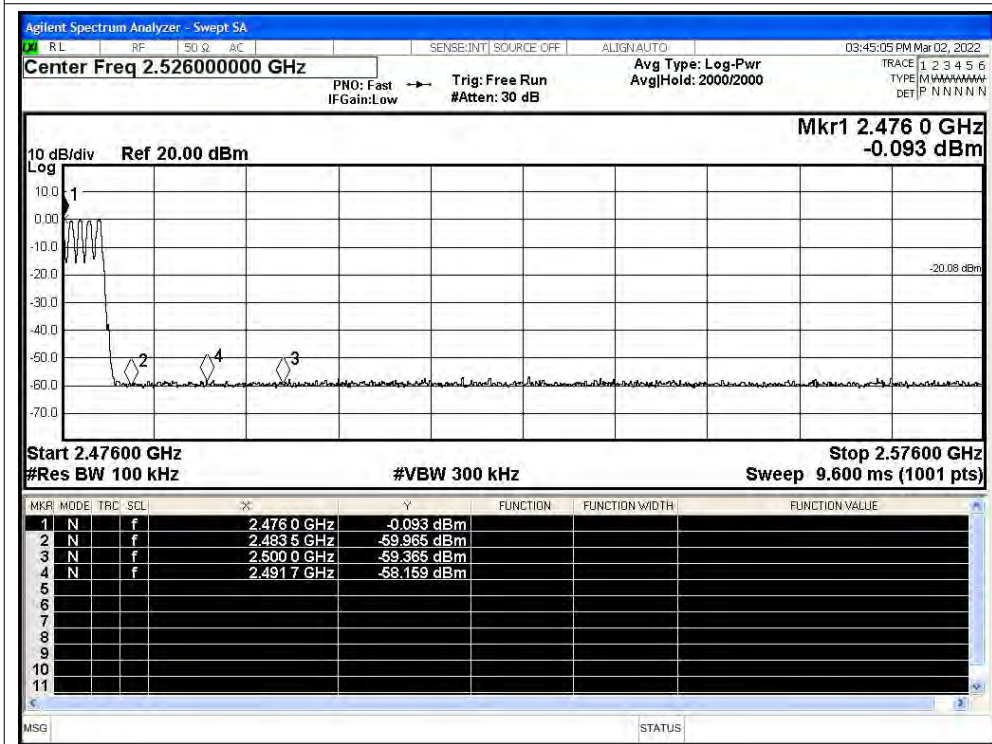 Agilent Spectrum Analyzer - Swept SA
LXI RL RF 50 Ω AC SENSE:INT SOURCE OFF ALIGN AUTO 03:45:05 PM Mar 02, 2022
Center Freq 2.526000000 GHz
PNO: Fast
IFGain:Low
Trig: Free Run
#Atten: 30 dB
Avg Type: Log-Pwr
Avg|Hold: 2000/2000
TRACE 1 2 3 4 5 6
TYPE M
DET P N N N N N
Mkr1 2.476 0 GHz
-0.093 dBm
10 dB/div Ref 20.00 dBm
Log
10.0
0.00
-10.0
-20.0
-30.0
-40.0
-50.0
-60.0
-70.0
1
-20.08 dBm
2
4
3
Start 2.47600 GHz Stop 2.57600 GHz
#Res BW 100 kHz #VBW 300 kHz Sweep 9.600 ms (1001 pts)
MKR MODE TRC SCL X Y FUNCTION FUNCTION WIDTH FUNCTION VALUE
1 N f 2.476 0 GHz -0.093 dBm
2 N f 2.483 5 GHz -59.965 dBm
3 N f 2.500 0 GHz -59.365 dBm
4 N f 2.491 7 GHz -58.159 dBm
5
6
7
8
9
10
11
MSG STATUS